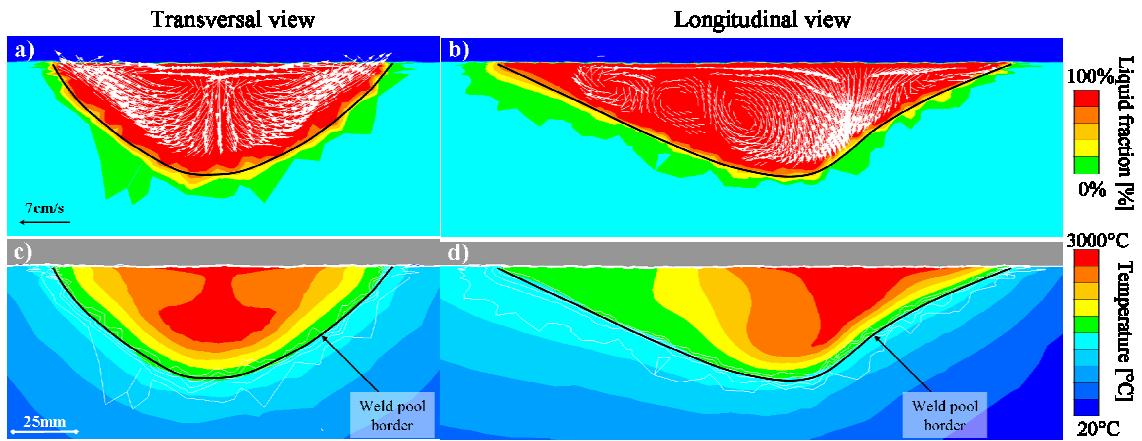 Transversal view
Longitudinal view
a)
b)
7cm/s
100%
0%
Liquid fraction [%]
c)
d)
25mm
Weld pool
border
Weld pool
border
3000°C
20°C
Temperature [°C]